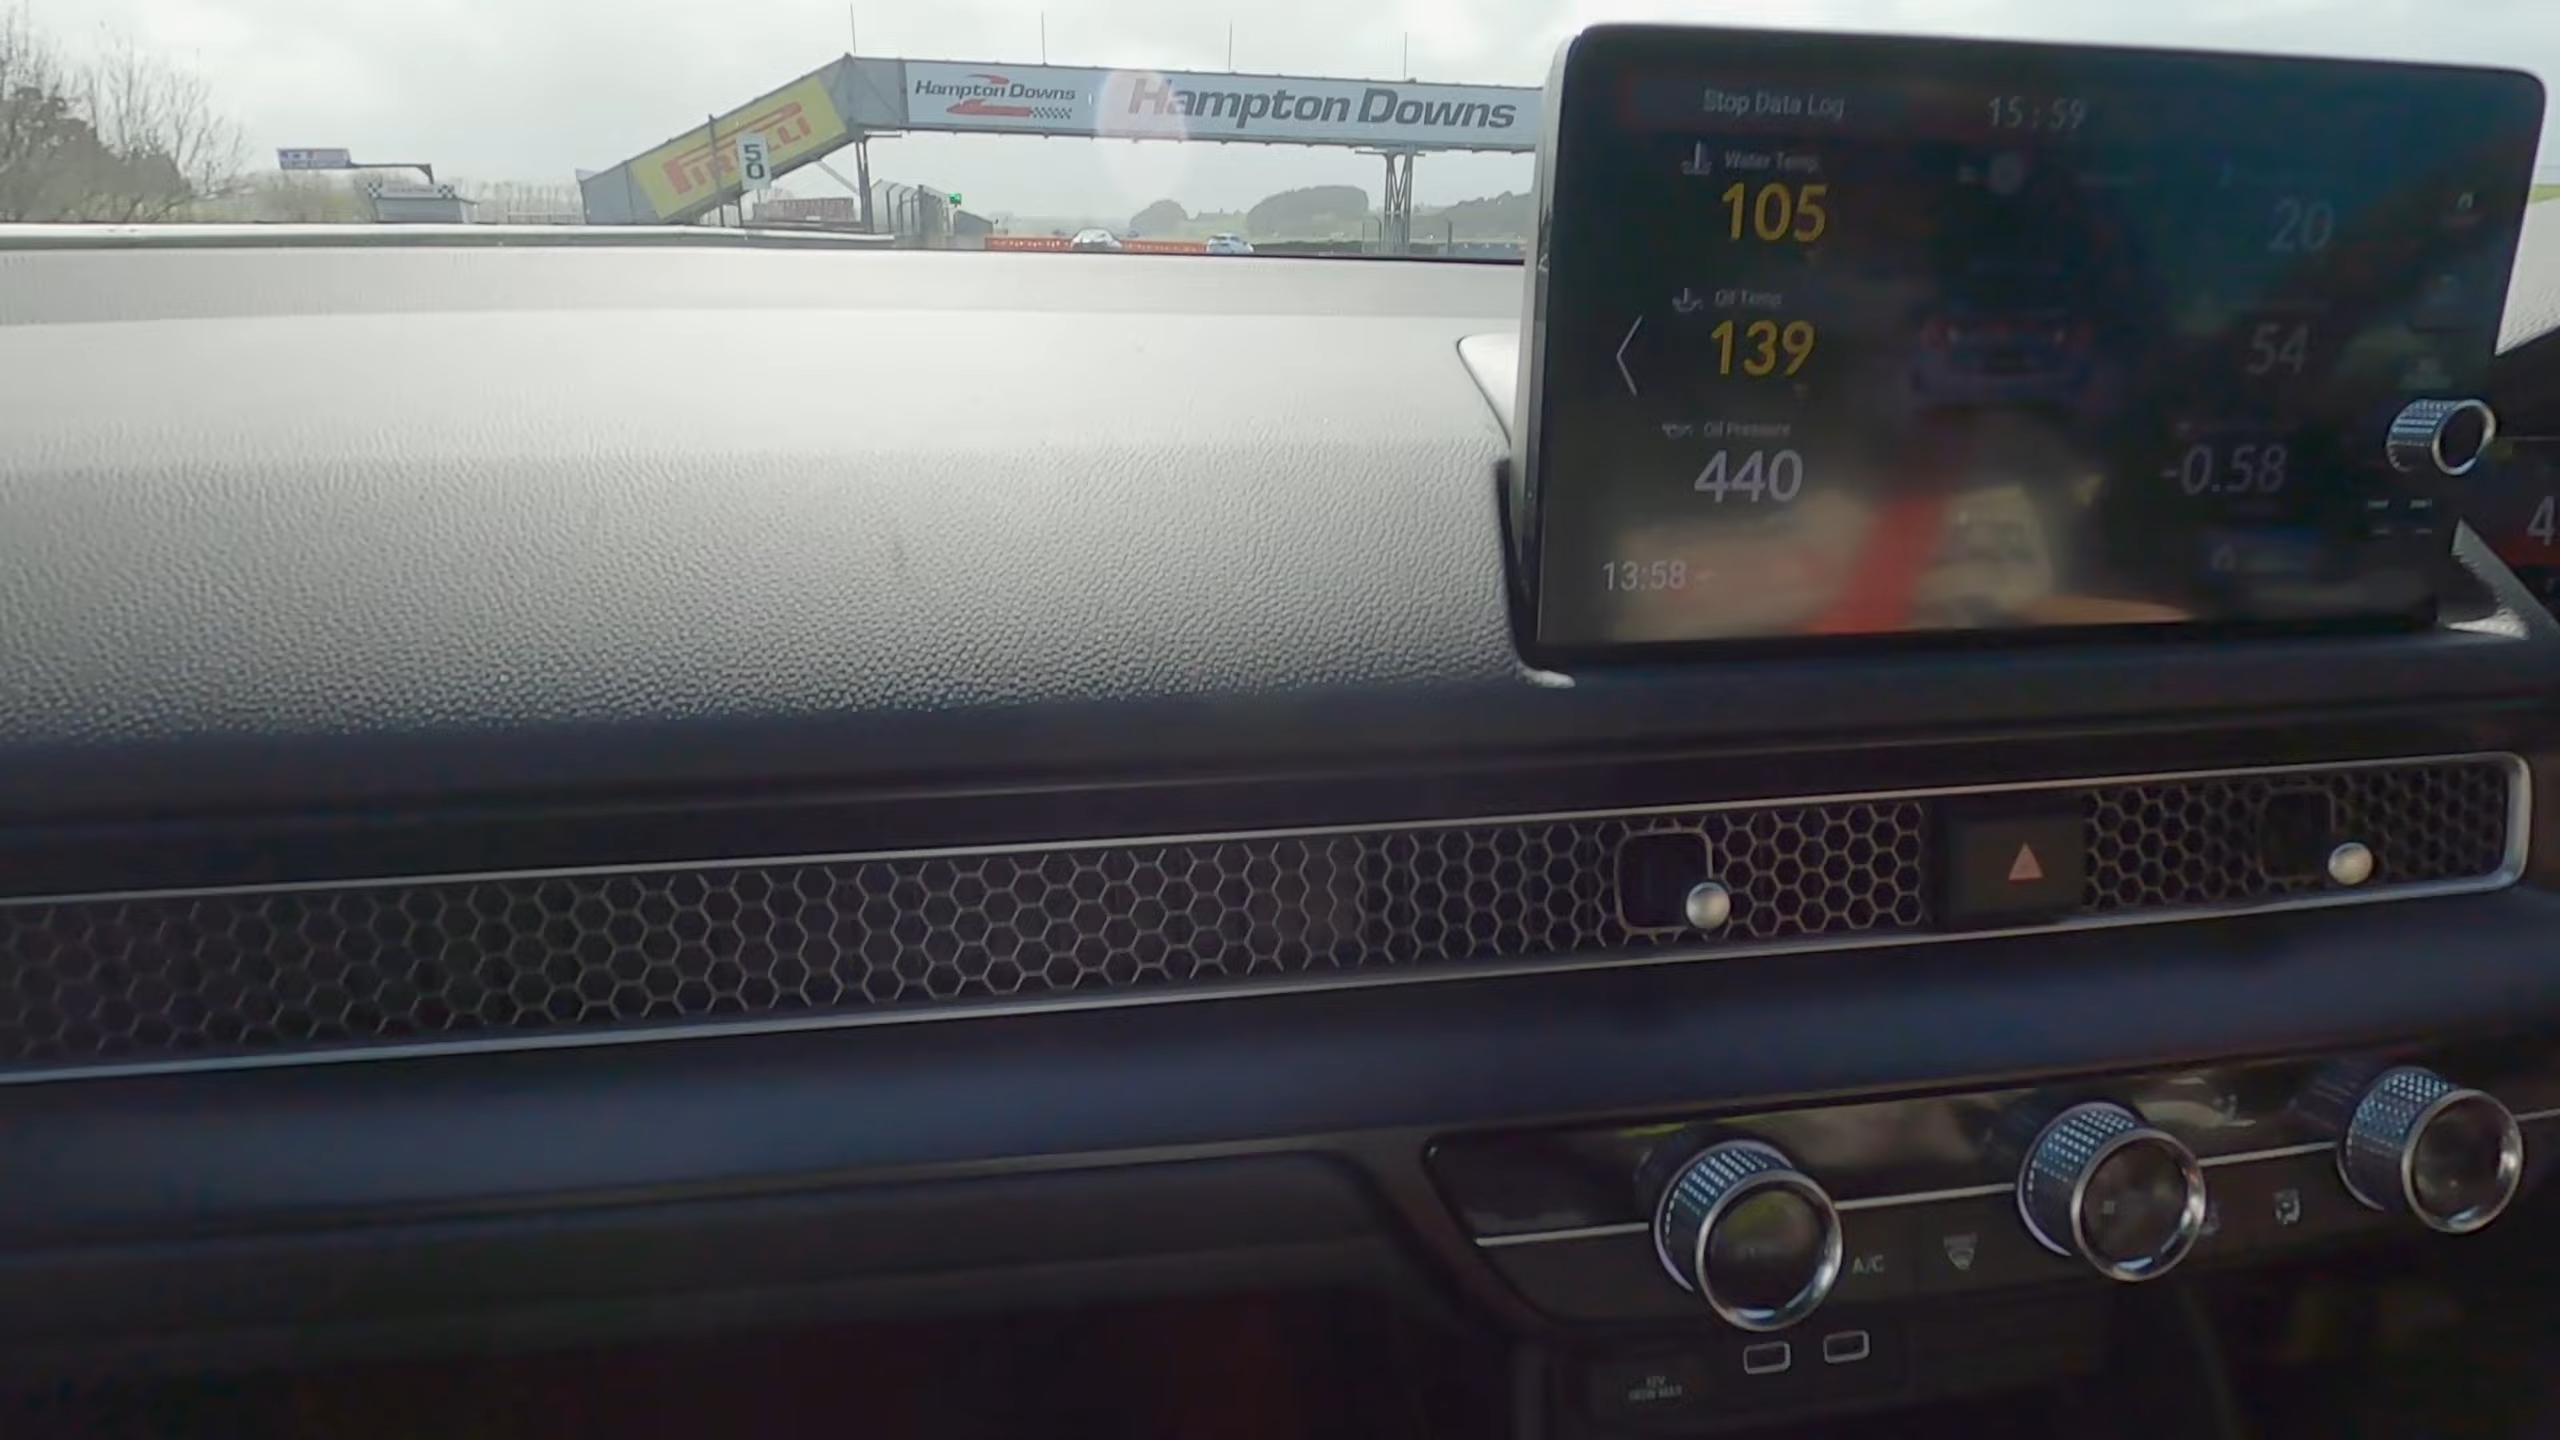 Hampton Downs
Hampton Downs
PIRELLI
50
Stop Data Log
15:59
Water Temp.
105
20
Oil Temp
139
54
Oil Pressure
440
-0.58
13:58
4
A/C